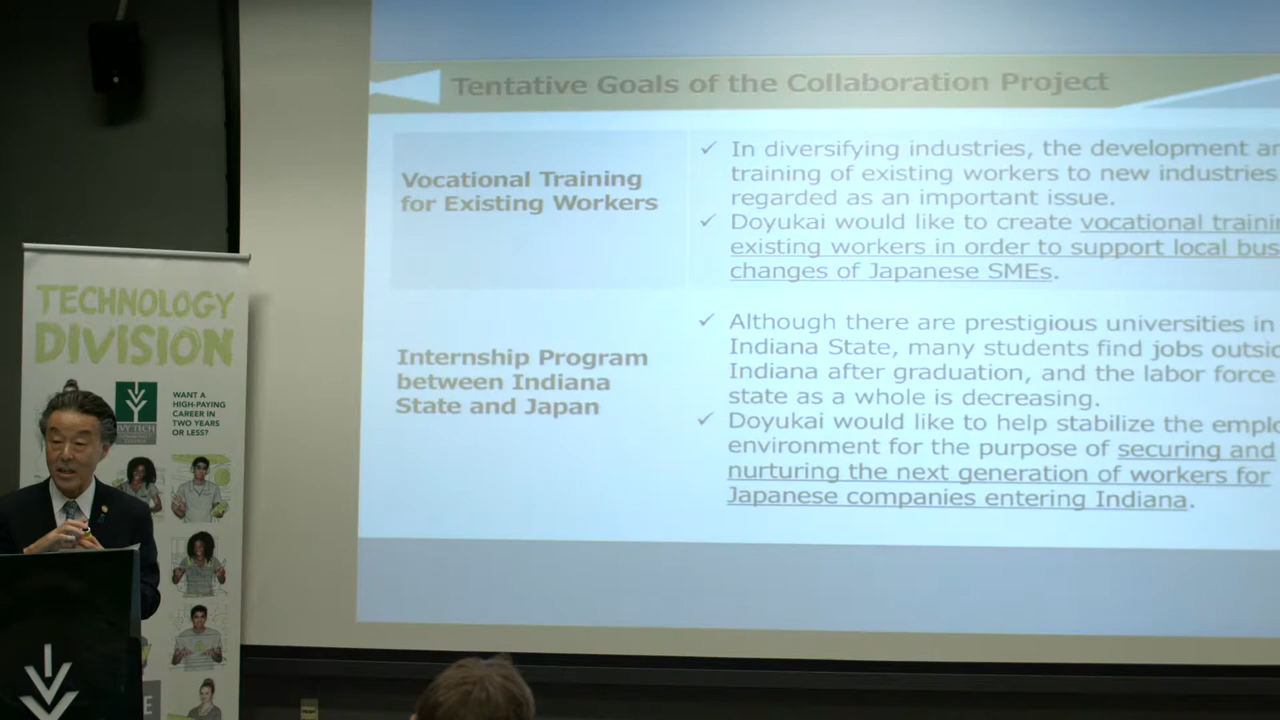 Tentative Goals of the Collaboration Project
Vocational Training
for Existing Workers
✓ In diversifying industries, the development
training of existing workers to new industries
regarded as an important issue.
✓ Doyukai would like to create vocational
existing workers in order to support local
changes of Japanese SMEs.
Internship Program
between Indiana
State and Japan
✓ Although there are prestigious universities in
Indiana State, many students find jobs
Indiana after graduation, and the labor force
state as a whole is decreasing.
✓ Doyukai would like to help stabilize the
environment for the purpose of securing and
nurturing the next generation of workers for
Japanese companies entering Indiana.
TECHNOLOGY
DIVISION
WANT A
HIGH-PAYING
CAREER IN
TWO YEARS
OR LESS?
IVY TECH